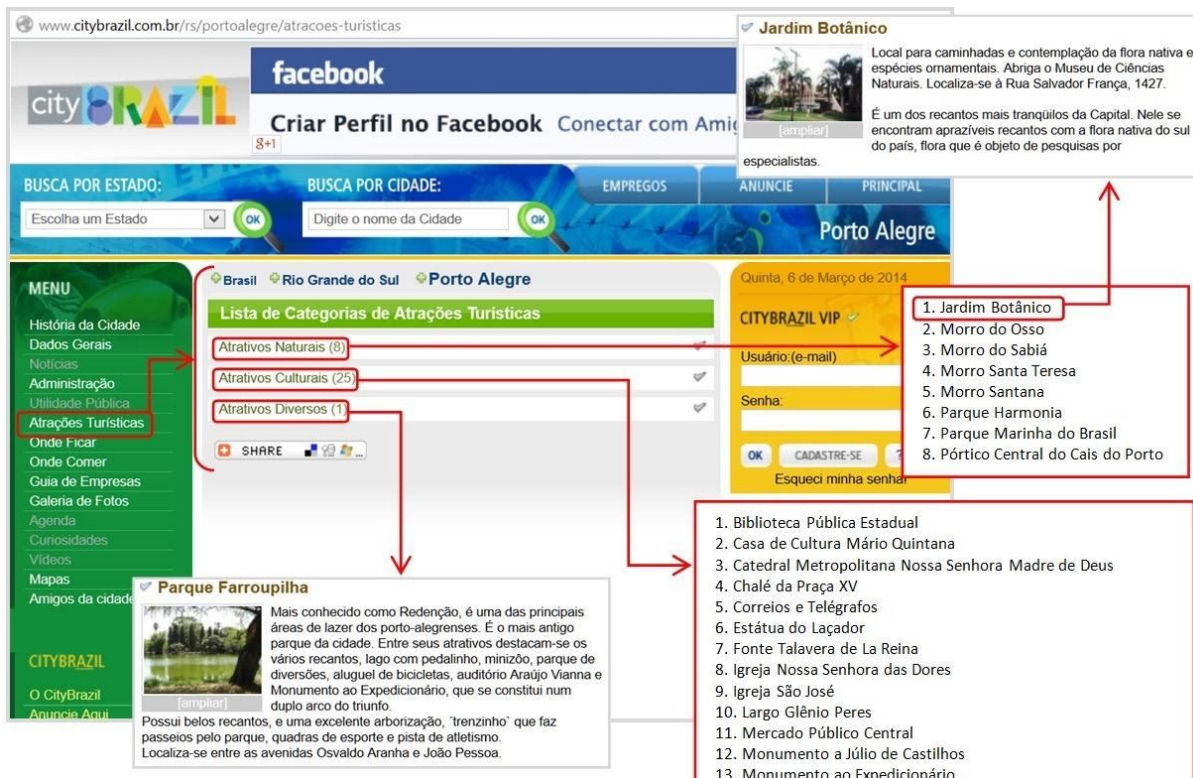 www.citybrazil.com.br/rs/portoalegre/atracoes-turisticas
city BRAZIL
facebook
Criar Perfil no Facebook Conectar com
g+1
Jardim Botânico
Local para caminhadas e contemplação da flora nativa e
espécies ornamentais. Abriga o Museu de Ciências
Naturais. Localiza-se à Rua Salvador França, 1427.
É um dos recantos mais tranqüilos da Capital. Nele se
encontram aprazíveis recantos com a flora nativa do sul
do país, flora que é objeto de pesquisas por
especialistas.
[ampliar]
BUSCA POR ESTADO:
Escolha um Estado
OK
BUSCA POR CIDADE:
Digite o nome da Cidade
OK
EMPREGOS
ANUNCIE
PRINCIPAL
Porto Alegre
MENU
História da Cidade
Dados Gerais
Notícias
Administração
Utilidade Pública
Atrações Turísticas
Onde Ficar
Onde Comer
Guia de Empresas
Galeria de Fotos
Agenda
Curiosidades
Vídeos
Mapas
Amigos da cidade
CITYBRAZIL
O CityBrazil
Anuncie Aqui
Brasil Rio Grande do Sul Porto Alegre
Lista de Categorias de Atrações Turísticas
Atrativos Naturais (8)
Atrativos Culturais (25)
Atrativos Diversos (1)
SHARE ...
Quinta, 6 de Março de 2014
CITYBRAZIL VIP
Usuário:(e-mail)
Senha:
OK
CADASTRE-SE
?
Esqueci minha senha!
1. Jardim Botânico
2. Morro do Osso
3. Morro do Sabiá
4. Morro Santa Teresa
5. Morro Santana
6. Parque Harmonia
7. Parque Marinha do Brasil
8. Pórtico Central do Cais do Porto
1. Biblioteca Pública Estadual
2. Casa de Cultura Mário Quintana
3. Catedral Metropolitana Nossa Senhora Madre de Deus
4. Chalé da Praça XV
5. Correios e Telégrafos
6. Estátua do Laçador
7. Fonte Talavera de La Reina
8. Igreja Nossa Senhora das Dores
9. Igreja São José
10. Largo Glênio Peres
11. Mercado Público Central
12. Monumento a Júlio de Castilhos
13. Monumento ao Expedicionário
Parque Farroupilha
Mais conhecido como Redenção, é uma das principais
áreas de lazer dos porto-alegrenses. É o mais antigo
parque da cidade. Entre seus atrativos destacam-se os
vários recantos, lago com pedalinho, minizôo, parque de
diversões, aluguel de bicicletas, auditório Araújo Vianna e
Monumento ao Expedicionário, que se constitui num
duplo arco do triunfo.
[ampliar]
Possui belos recantos, e uma excelente arborização, ´trenzinho` que faz
passeios pelo parque, quadras de esporte e pista de atletismo.
Localiza-se entre as avenidas Osvaldo Aranha e João Pessoa.